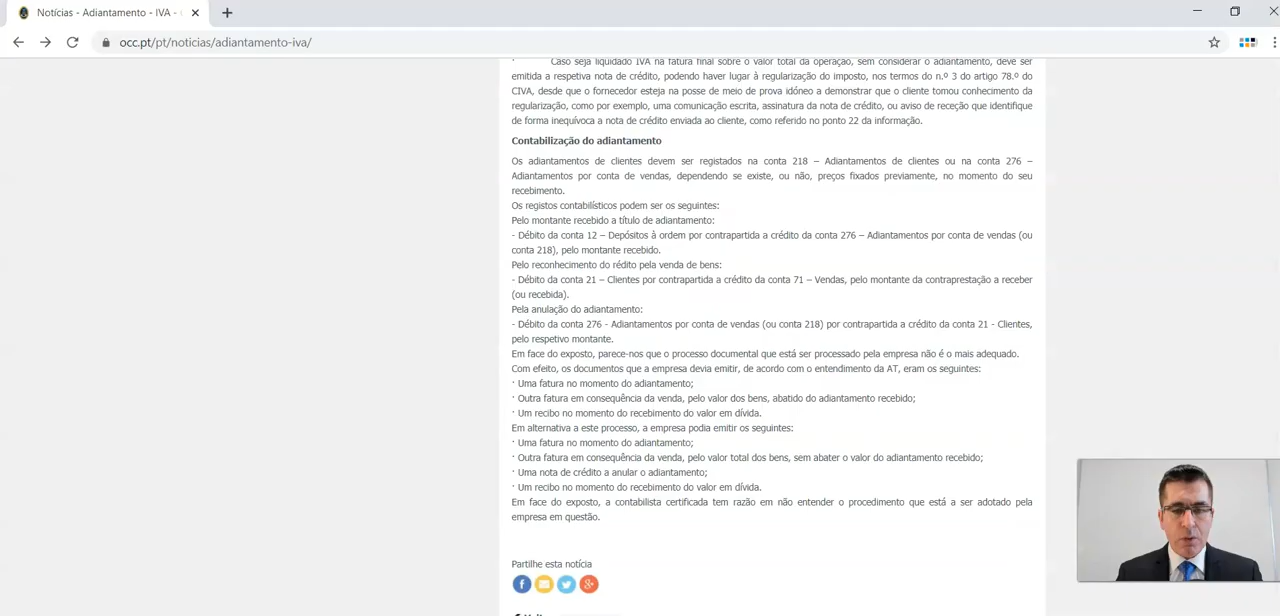 Notícias - Adiantamento - IVA -
occ.pt/pt/noticias/adiantamento-iva/
· Caso seja liquidado IVA na fatura final sobre o valor total da operação, sem considerar o adiantamento, deve ser
emitida a respetiva nota de crédito, podendo haver lugar à regularização do imposto, nos termos do n.º 3 do artigo 78.º do
CIVA, desde que o fornecedor esteja na posse de meio de prova idóneo a demonstrar que o cliente tomou conhecimento da
regularização, como por exemplo, uma comunicação escrita, assinatura da nota de crédito, ou aviso de receção que identifique
de forma inequívoca a nota de crédito enviada ao cliente, como referido no ponto 22 da informação.
Contabilização do adiantamento
Os adiantamentos de clientes devem ser registados na conta 218 – Adiantamentos de clientes ou na conta 276 –
Adiantamentos por conta de vendas, dependendo se existe, ou não, preços fixados previamente, no momento do seu
recebimento.
Os registos contabilísticos podem ser os seguintes:
Pelo montante recebido a título de adiantamento:
- Débito da conta 12 – Depósitos à ordem por contrapartida a crédito da conta 276 – Adiantamentos por conta de vendas (ou
conta 218), pelo montante recebido.
Pelo reconhecimento do rédito pela venda de bens:
- Débito da conta 21 – Clientes por contrapartida a crédito da conta 71 – Vendas, pelo montante da contraprestação a receber
(ou recebida).
Pela anulação do adiantamento:
- Débito da conta 276 - Adiantamentos por conta de vendas (ou conta 218) por contrapartida a crédito da conta 21 - Clientes,
pelo respetivo montante.
Em face do exposto, parece-nos que o processo documental que está ser processado pela empresa não é o mais adequado.
Com efeito, os documentos que a empresa devia emitir, de acordo com o entendimento da AT, eram os seguintes:
· Uma fatura no momento do adiantamento;
· Outra fatura em consequência da venda, pelo valor dos bens, abatido do adiantamento recebido;
· Um recibo no momento do recebimento do valor em dívida.
Em alternativa a este processo, a empresa podia emitir os seguintes:
· Uma fatura no momento do adiantamento;
· Outra fatura em consequência da venda, pelo valor total dos bens, sem abater o valor do adiantamento recebido;
· Uma nota de crédito a anular o adiantamento;
· Um recibo no momento do recebimento do valor em dívida.
Em face do exposto, a contabilista certificada tem razão em não entender o procedimento que está a ser adotado pela
empresa em questão.
Partilhe esta notícia